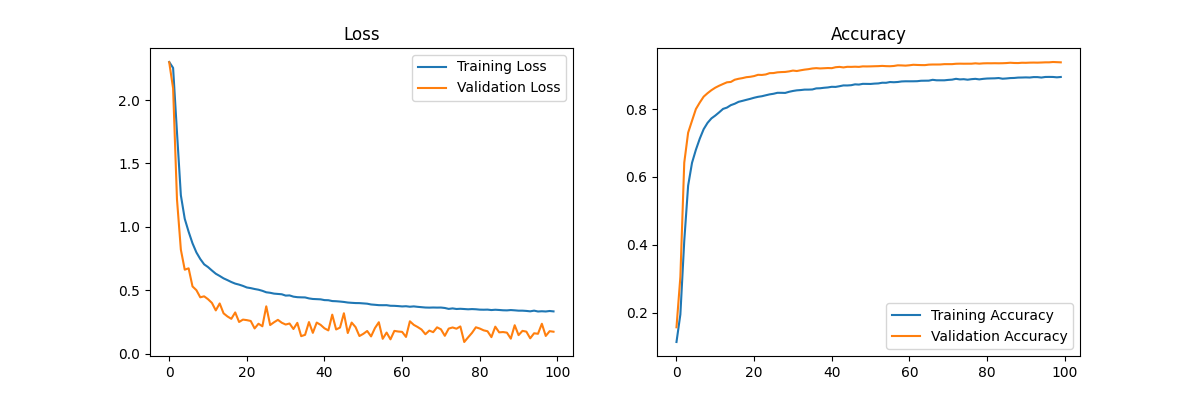 Loss
Training Loss
Validation Loss
2.0
1.5
1.0
0.5
0.0
0 20 40 60 80 100
Accuracy
0.8
0.6
0.4
0.2
Training Accuracy
Validation Accuracy
0 20 40 60 80 100